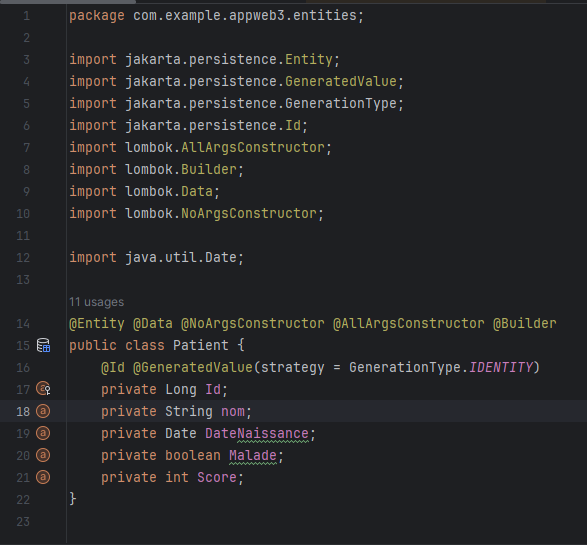 1 package com.example.appweb3.entities;
2
3 import jakarta.persistence.Entity;
4 import jakarta.persistence.GeneratedValue;
5 import jakarta.persistence.GenerationType;
6 import jakarta.persistence.Id;
7 import lombok.AllArgsConstructor;
8 import lombok.Builder;
9 import lombok.Data;
10 import lombok.NoArgsConstructor;
11
12 import java.util.Date;
13
11 usages
14 @Entity @Data @NoArgsConstructor @AllArgsConstructor @Builder
15 public class Patient {
16 @Id @GeneratedValue(strategy = GenerationType.IDENTITY)
17 private Long Id;
18 private String nom;
19 private Date DateNaissance;
20 private boolean Malade;
21 private int Score;
22 }
23